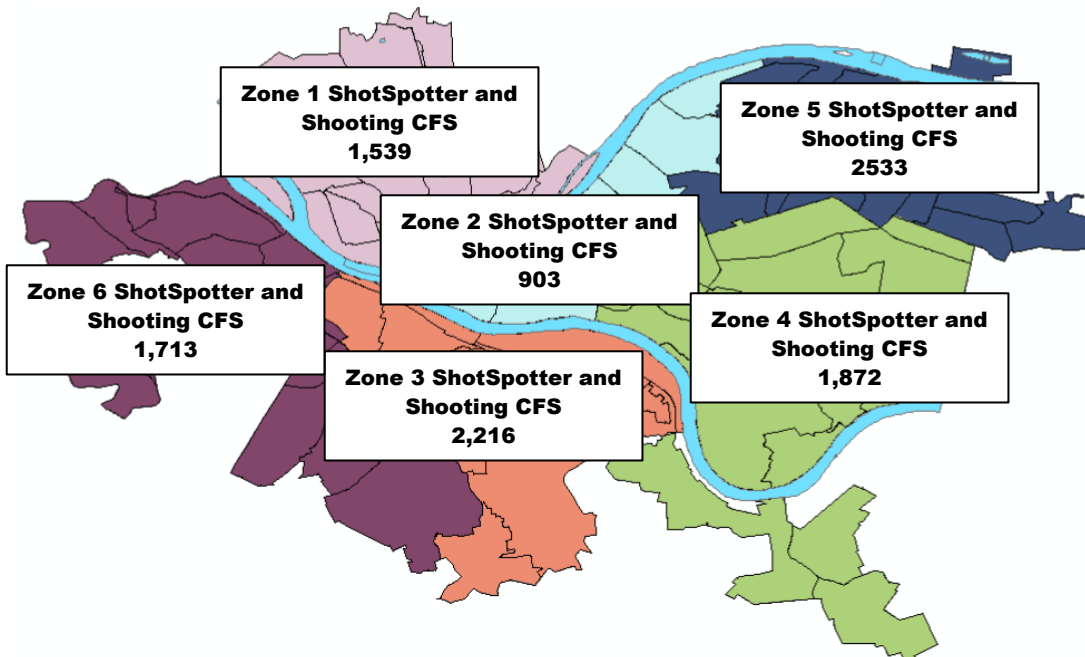 Zone 1 ShotSpotter and
Shooting CFS
1,539
Zone 5 ShotSpotter and
Shooting CFS
2533
Zone 2 ShotSpotter and
Shooting CFS
903
Zone 6 ShotSpotter and
Shooting CFS
1,713
Zone 4 ShotSpotter and
Shooting CFS
1,872
Zone 3 ShotSpotter and
Shooting CFS
2,216